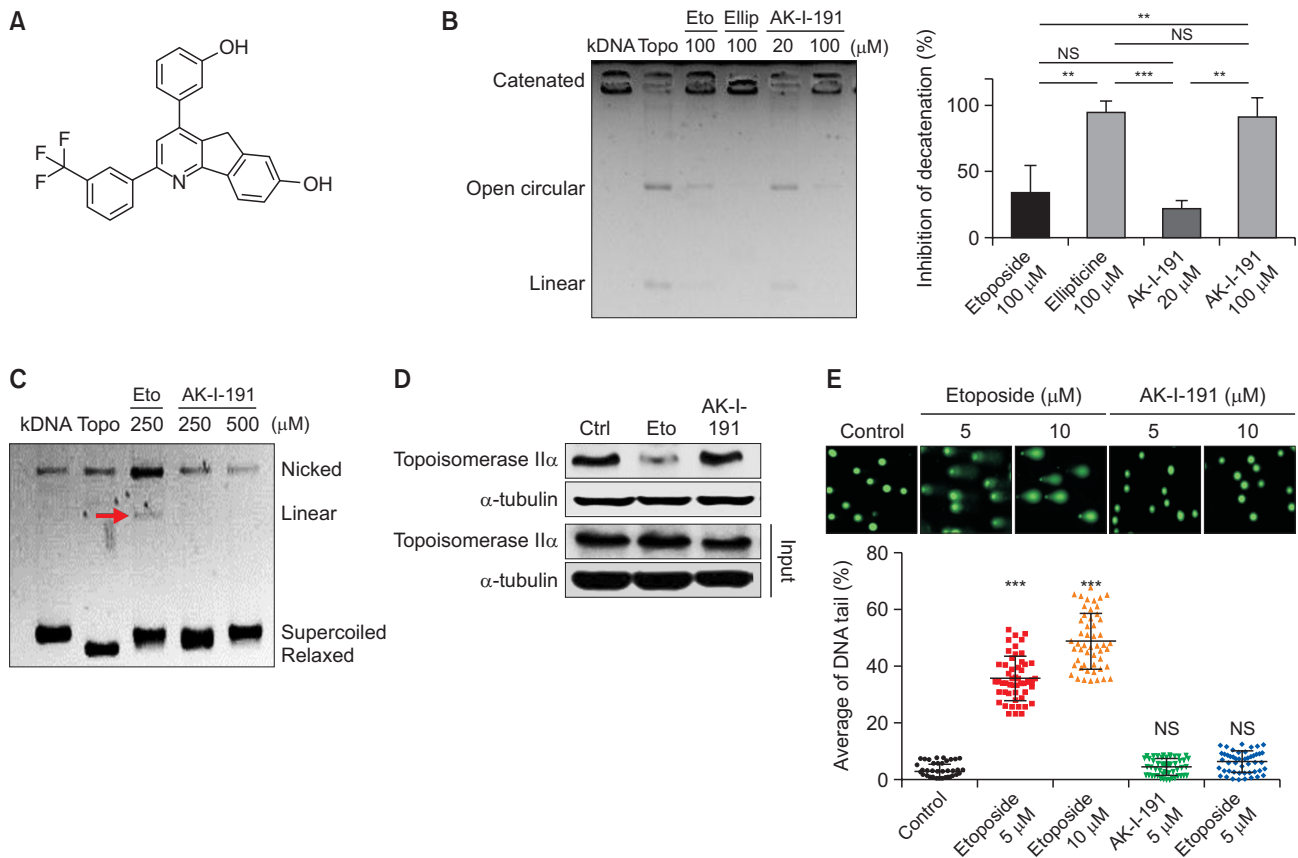 A
OH
F
F
F
N
OH
B
Eto Ellip AK-I-191
kDNA Topo 100 100 20 100 (μM)
Catenated
Open circular
Linear
Inhibition of decatenation (%)
**
NS
NS
** *** **
100
50
0
Etoposide 100 μM
Ellipticine 100 μM
AK-I-191 20 μM
AK-I-191 100 μM
C
Eto AK-I-191
kDNA Topo 250 250 500 (μM)
Nicked
Linear
Supercoiled
Relaxed
D
Ctrl Eto AK-I-191
Topoisomerase IIα
α-tubulin
Topoisomerase IIα
α-tubulin
Input
E
Etoposide (μM) AK-I-191 (μM)
Control 5 10 5 10
Average of DNA tail (%)
80
60
40
20
0
*** ***
NS NS
Control
Etoposide 5 μM
Etoposide 10 μM
AK-I-191 5 μM
Etoposide 5 μM